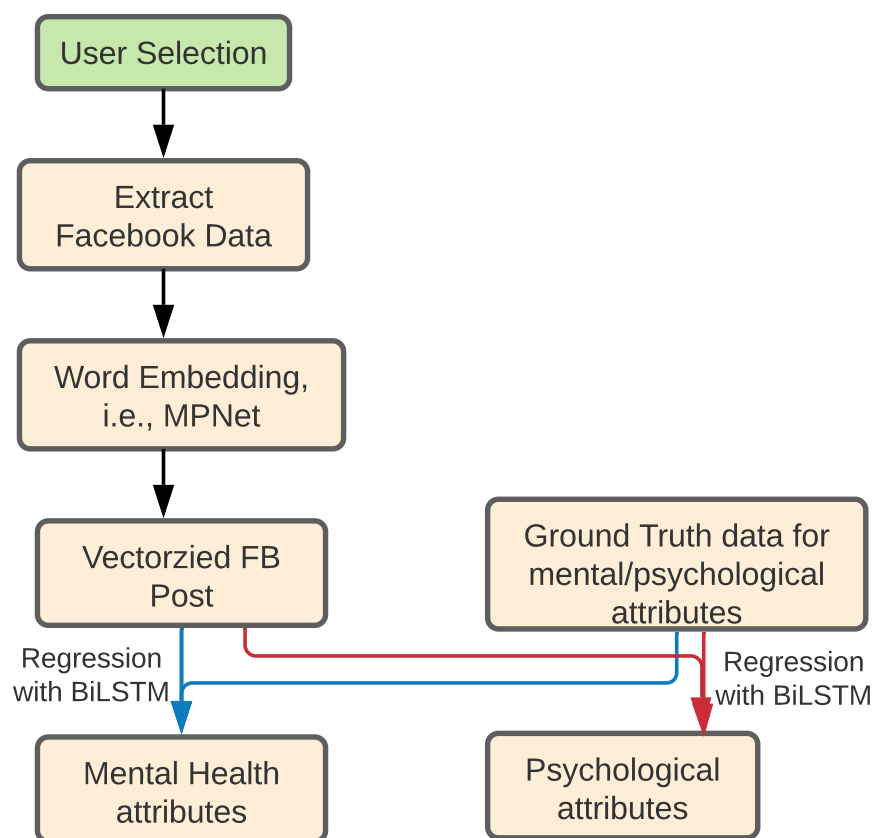 User Selection
Extract
Facebook Data
Word Embedding,
i.e., MPNet
Vectorzied FB
Post
Ground Truth data for
mental/psychological
attributes
Regression
with BiLSTM
Regression
with BiLSTM
Mental Health
attributes
Psychological
attributes